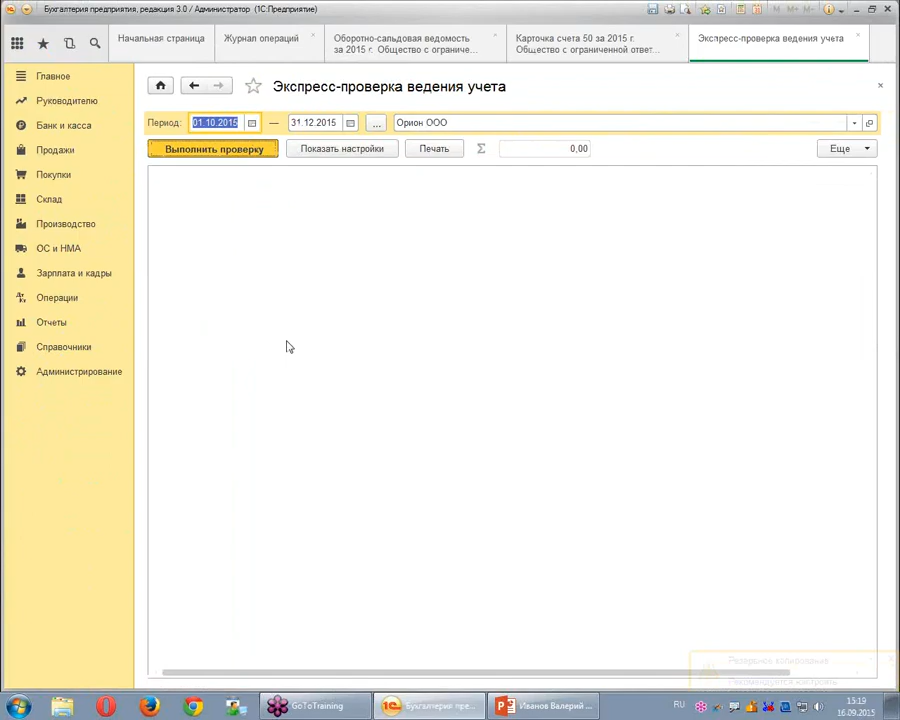 Бухгалтерия предприятия, редакция 3.0 / Администратор (1С:Предприятие)
M M+ M-
Начальная страница
Журнал операций
Оборотно-сальдовая ведомость
за 2015 г. Общество с ограниче...
Карточка счета 50 за 2015 г.
Общество с ограниченной ответ...
Экспресс-проверка ведения учета
Главное
Руководителю
Банк и касса
Продажи
Покупки
Склад
Производство
ОС и НМА
Зарплата и кадры
Операции
Отчеты
Справочники
Администрирование
Экспресс-проверка ведения учета
Период: 01.10.2015 — 31.12.2015 ... Орион ООО
Выполнить проверку Показать настройки Печать Σ 0,00 Еще
Резервное копирование
Рекомендуется настроить
GoToTraining
Бухгалтерия пре...
Иванов Валерий ...
RU
15:19
16.09.2015